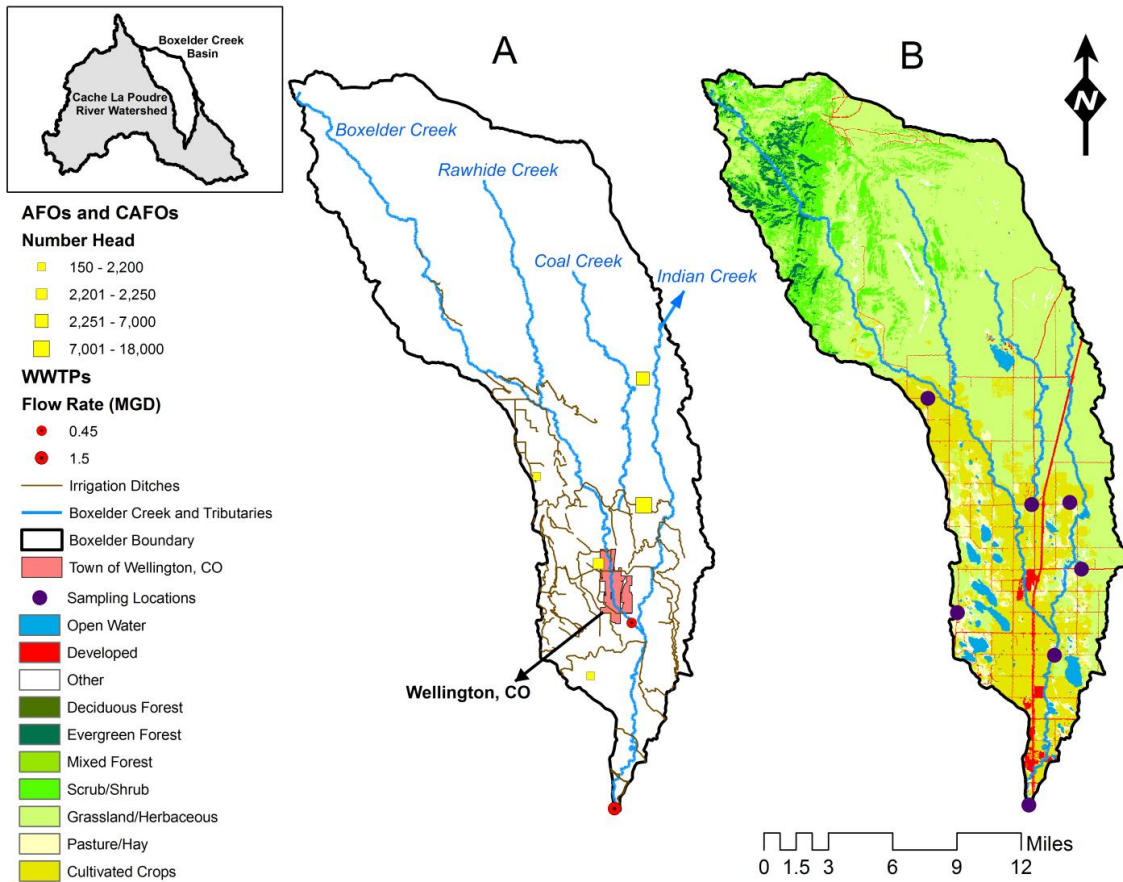 Boxelder Creek
Basin
Cache La Poudre
River Watershed
A
B
N
Boxelder Creek
Rawhide Creek
Coal Creek
Indian Creek
Wellington, CO
AFOs and CAFOs
Number Head
150 - 2,200
2,201 - 2,250
2,251 - 7,000
7,001 - 18,000
WWTPs
Flow Rate (MGD)
0.45
1.5
Irrigation Ditches
Boxelder Creek and Tributaries
Boxelder Boundary
Town of Wellington, CO
Sampling Locations
Open Water
Developed
Other
Deciduous Forest
Evergreen Forest
Mixed Forest
Scrub/Shrub
Grassland/Herbaceous
Pasture/Hay
Cultivated Crops
Miles
0 1.5 3 6 9 12